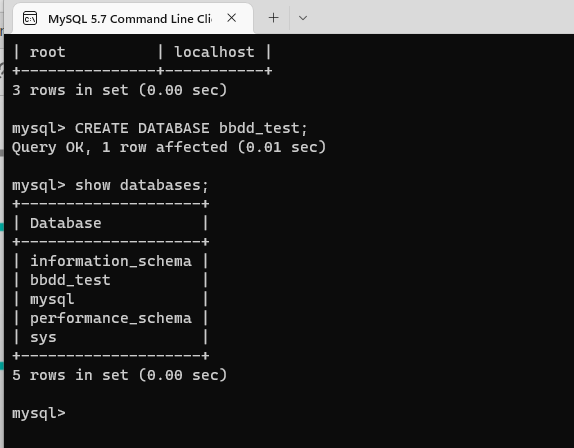 MySQL 5.7 Command Line Clie
| root          | localhost |
+---------------+-----------+
3 rows in set (0.00 sec)
mysql> CREATE DATABASE bbdd_test;
Query OK, 1 row affected (0.01 sec)
mysql> show databases;
+--------------------+
| Database           |
+--------------------+
| information_schema |
| bbdd_test          |
| mysql              |
| performance_schema |
| sys                |
+--------------------+
5 rows in set (0.00 sec)
mysql>